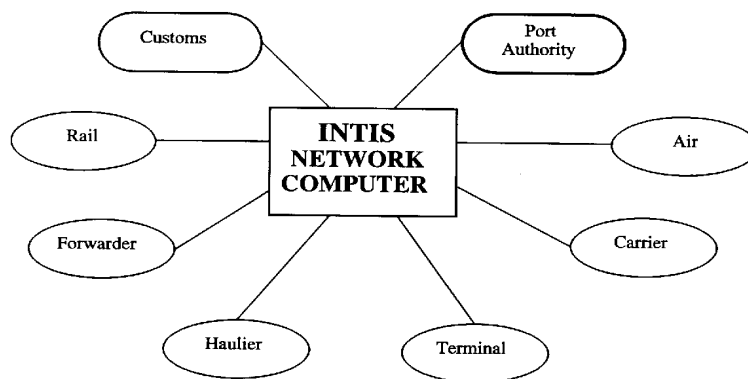 Customs
Port
Authority
INTIS
NETWORK
COMPUTER
Rail
Air
Forwarder
Carrier
Haulier
Terminal